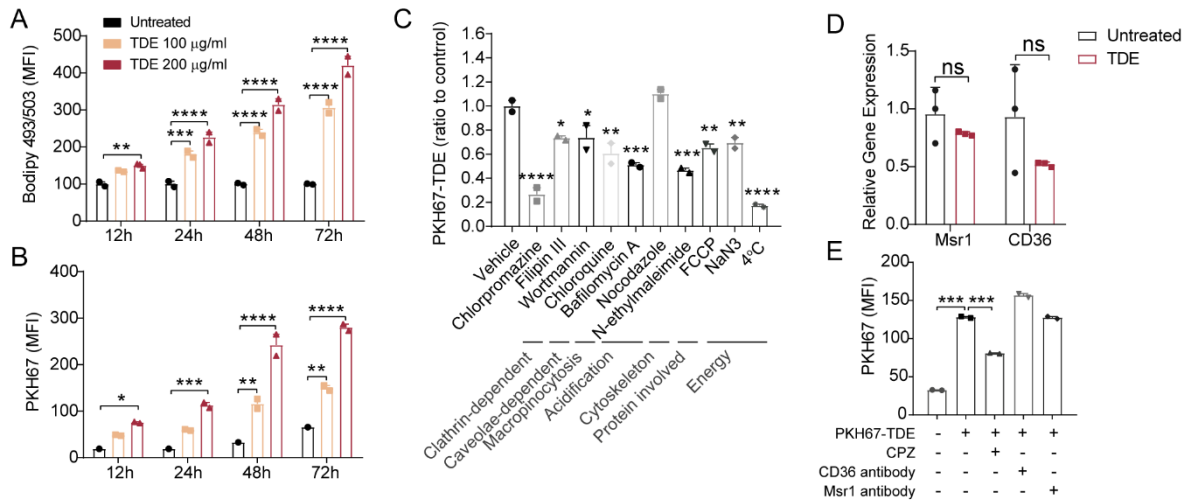 A
Untreated
TDE 100 μg/ml
TDE 200 μg/ml
Bodipy 493/503 (MFI)
500
400
300
200
100
0
** *** **** **** **** **** ****
12h 24h 48h 72h
B
PKH67 (MFI)
400
300
200
100
0
* *** ** **** ** ****
12h 24h 48h 72h
C
PKH67-TDE (ratio to control)
1.4
1.2
1.0
0.8
0.6
0.4
0.2
0.0
**** * * ** *** *** ** ** ****
Vehicle
Chlorpromazine
Filipin III
Wortmannin
Chloroquine
Bafilomycin A
Nocodazole
N-ethylmaleimide
FCCP
NaN3
4°C
Clathrin-dependent
Caveolae-dependent
Macropinocytosis
Acidification
Cytoskeleton
Protein involved
Energy
D
Untreated
TDE
Relative Gene Expression
1.5
1.0
0.5
0.0
ns ns
Msr1 CD36
E
PKH67 (MFI)
200
150
100
50
0
*** ***
PKH67-TDE - + + + +
CPZ - - + - -
CD36 antibody - - - + -
Msr1 antibody - - - - +